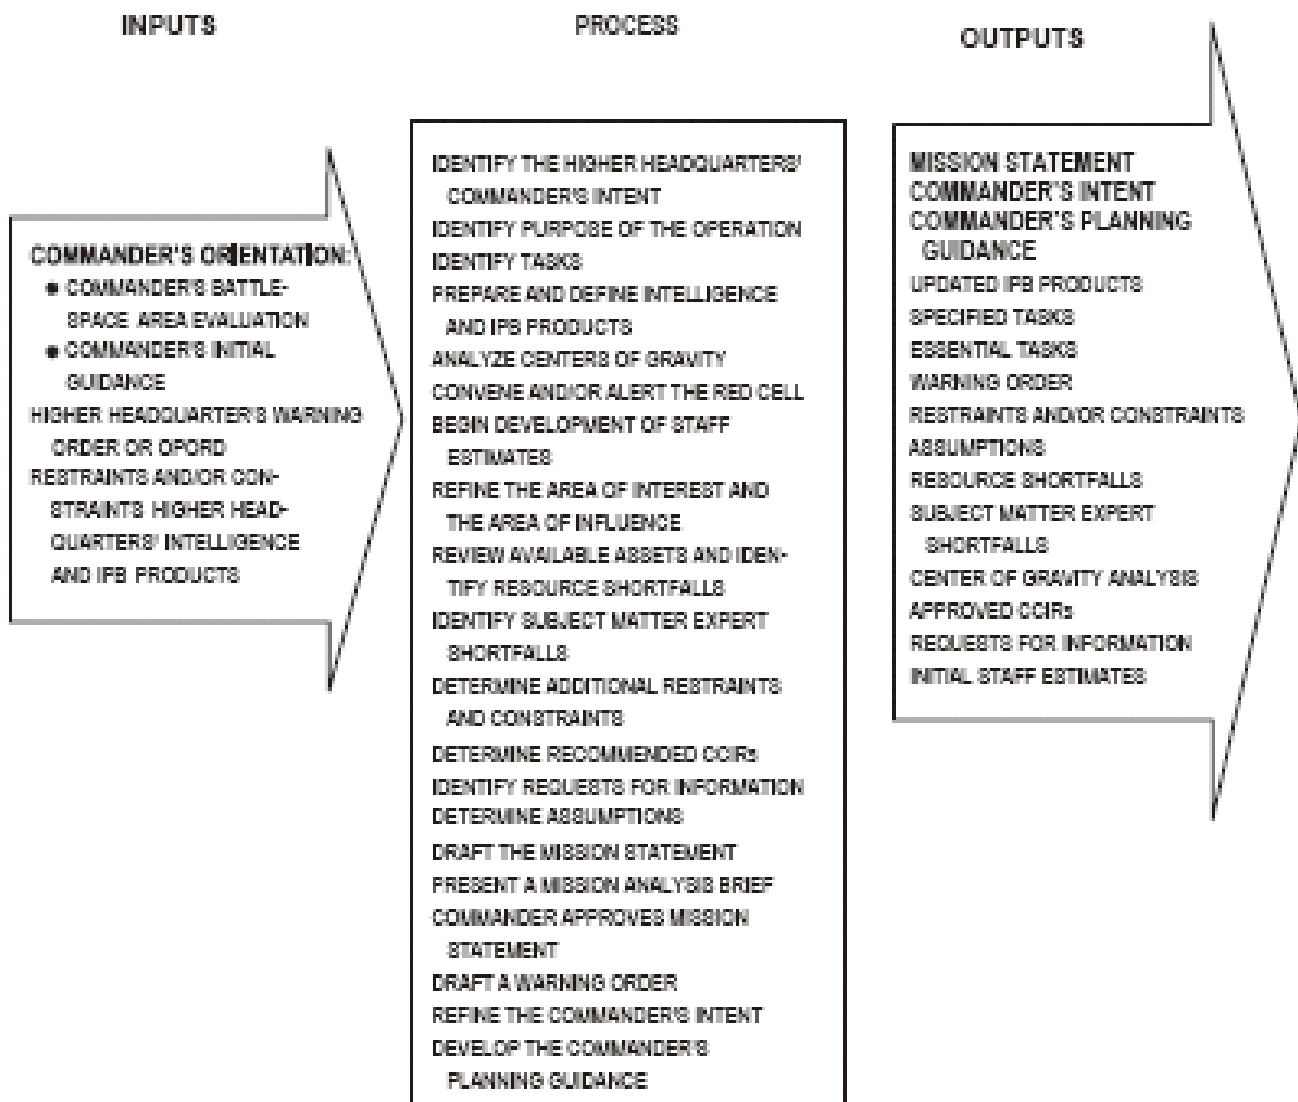 INPUTS
COMMANDER'S ORIENTATION:
● COMMANDER'S BATTLE-
SPACE AREA EVALUATION
● COMMANDER'S INITIAL
GUIDANCE
HIGHER HEADQUARTER'S WARNING
ORDER OR OPORD
RESTRAINTS AND/OR CON-
STRAINTS HIGHER HEAD-
QUARTERS' INTELLIGENCE
AND IPB PRODUCTS
PROCESS
IDENTIFY THE HIGHER HEADQUARTERS'
COMMANDER'S INTENT
IDENTIFY PURPOSE OF THE OPERATION
IDENTIFY TASKS
PREPARE AND DEFINE INTELLIGENCE
AND IPB PRODUCTS
ANALYZE CENTERS OF GRAVITY
CONVENE AND/OR ALERT THE RED CELL
BEGIN DEVELOPMENT OF STAFF
ESTIMATES
REFINE THE AREA OF INTEREST AND
THE AREA OF INFLUENCE
REVIEW AVAILABLE ASSETS AND IDEN-
TIFY RESOURCE SHORTFALLS
IDENTIFY SUBJECT MATTER EXPERT
SHORTFALLS
DETERMINE ADDITIONAL RESTRAINTS
AND CONSTRAINTS
DETERMINE RECOMMENDED CCIRs
IDENTIFY REQUESTS FOR INFORMATION
DETERMINE ASSUMPTIONS
DRAFT THE MISSION STATEMENT
PRESENT A MISSION ANALYSIS BRIEF
COMMANDER APPROVES MISSION
STATEMENT
DRAFT A WARNING ORDER
REFINE THE COMMANDER'S INTENT
DEVELOP THE COMMANDER'S
PLANNING GUIDANCE
OUTPUTS
MISSION STATEMENT
COMMANDER'S INTENT
COMMANDER'S PLANNING
GUIDANCE
UPDATED IPB PRODUCTS
SPECIFIED TASKS
ESSENTIAL TASKS
WARNING ORDER
RESTRAINTS AND/OR CONSTRAINTS
ASSUMPTIONS
RESOURCE SHORTFALLS
SUBJECT MATTER EXPERT
SHORTFALLS
CENTER OF GRAVITY ANALYSIS
APPROVED CCIRs
REQUESTS FOR INFORMATION
INITIAL STAFF ESTIMATES